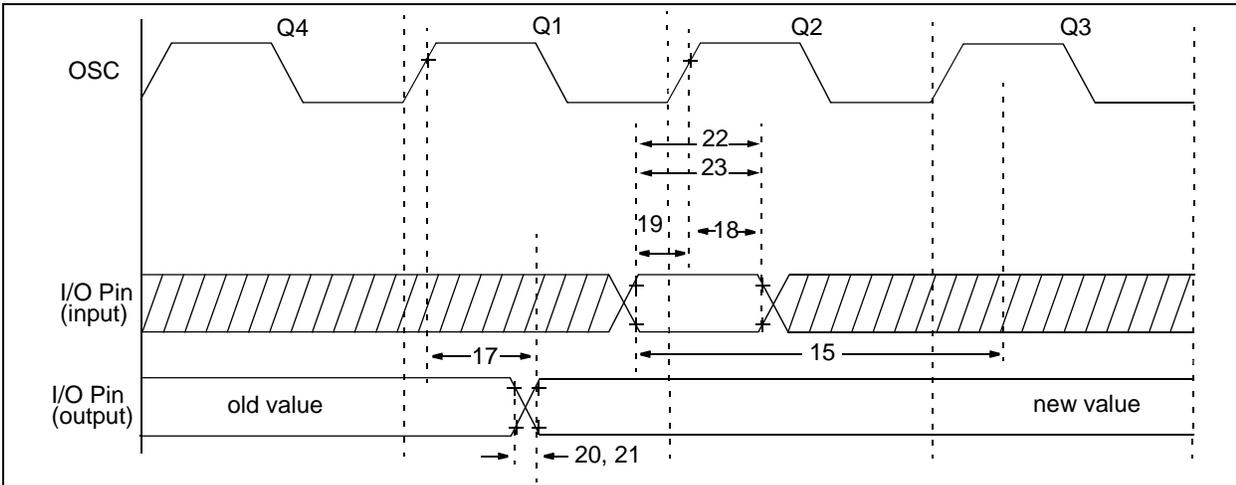 Q4 Q1 Q2 Q3
OSC
22
23
19
18
I/O Pin
(input)
17
15
I/O Pin
(output)
old value
new value
20, 21